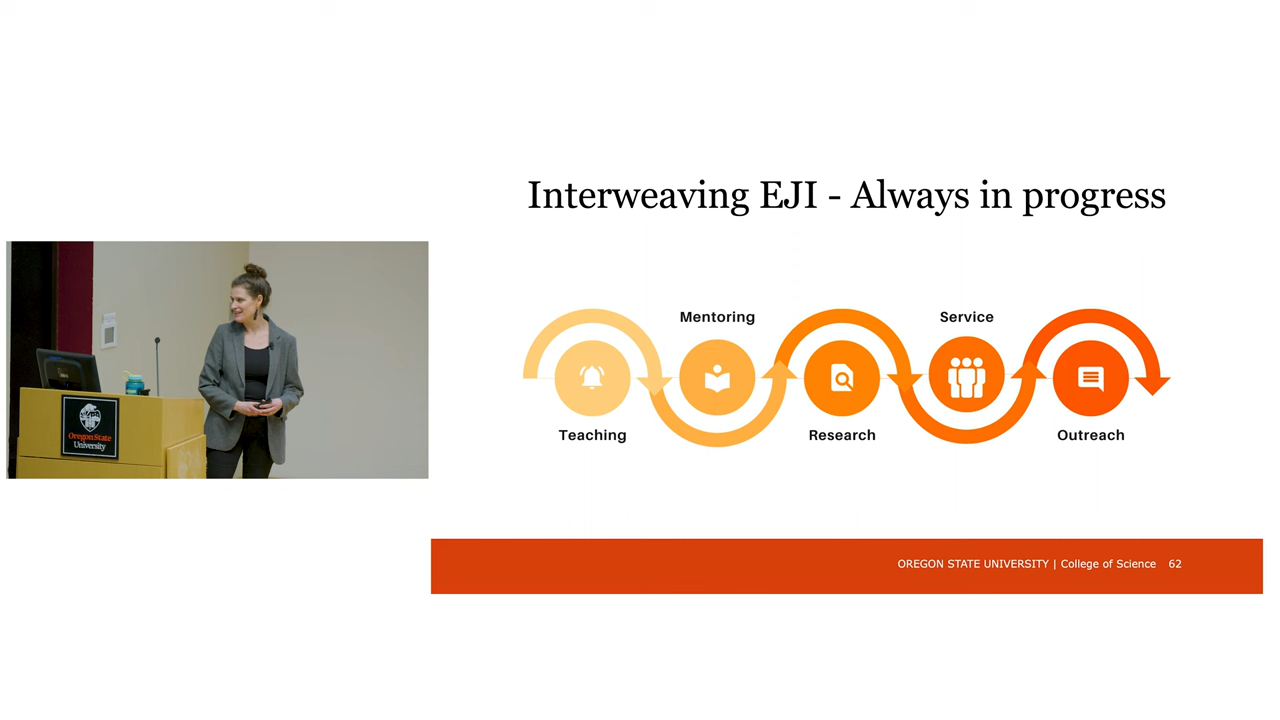 Interweaving EJI - Always in progress
Mentoring
Service
Teaching
Research
Outreach
Oregon State
University
OREGON STATE UNIVERSITY | College of Science 62